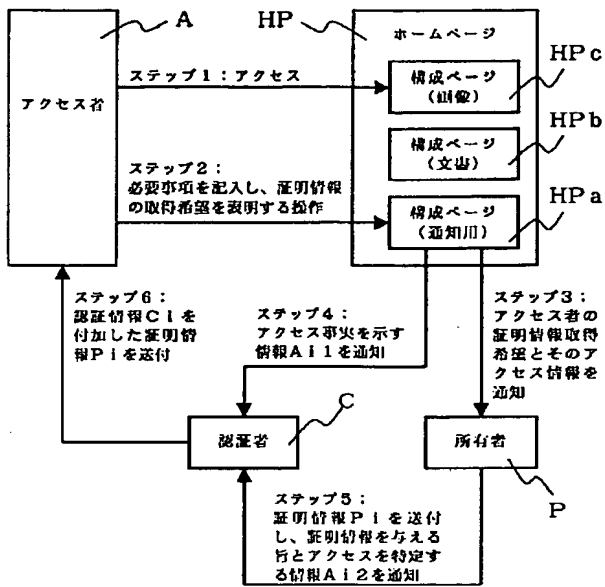 A
HP
ホームページ
アクセス者
ステップ1：アクセス
構成ページ
（画像）
HPc
構成ページ
（文書）
HPb
ステップ2：
必要事項を記入し、証明情報
の取得希望を表明する操作
構成ページ
（通知用）
HPa
ステップ6：
認証情報Ciを
付加した証明情
報Piを送付
ステップ4：
アクセス事実を示す
情報Ai1を通知
ステップ3：
アクセス者の
証明情報取得
希望とそのア
クセス情報を
通知
認証者
C
所有者
P
ステップ5：
証明情報Piを送付
し、証明情報を与える
行とアクセスを特定す
る情報Ai2を通知